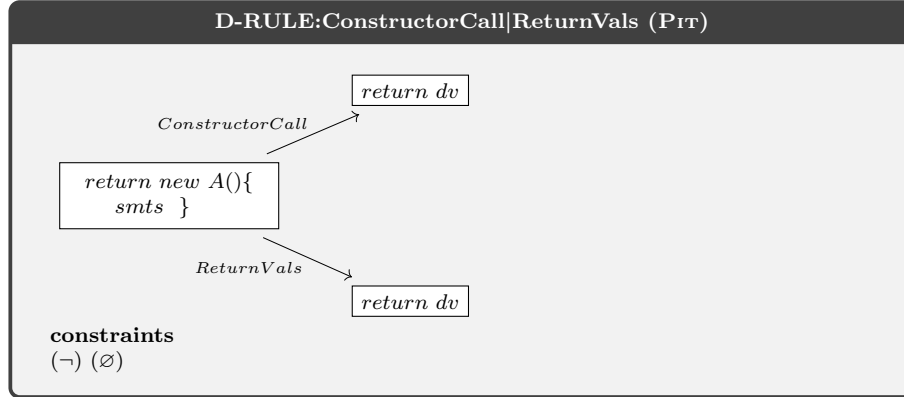 D-RULE:ConstructorCall|ReturnVals (PIT)
return dv
ConstructorCall
return new A(){
smts }
ReturnVals
return dv
constraints
(¬) (∅)